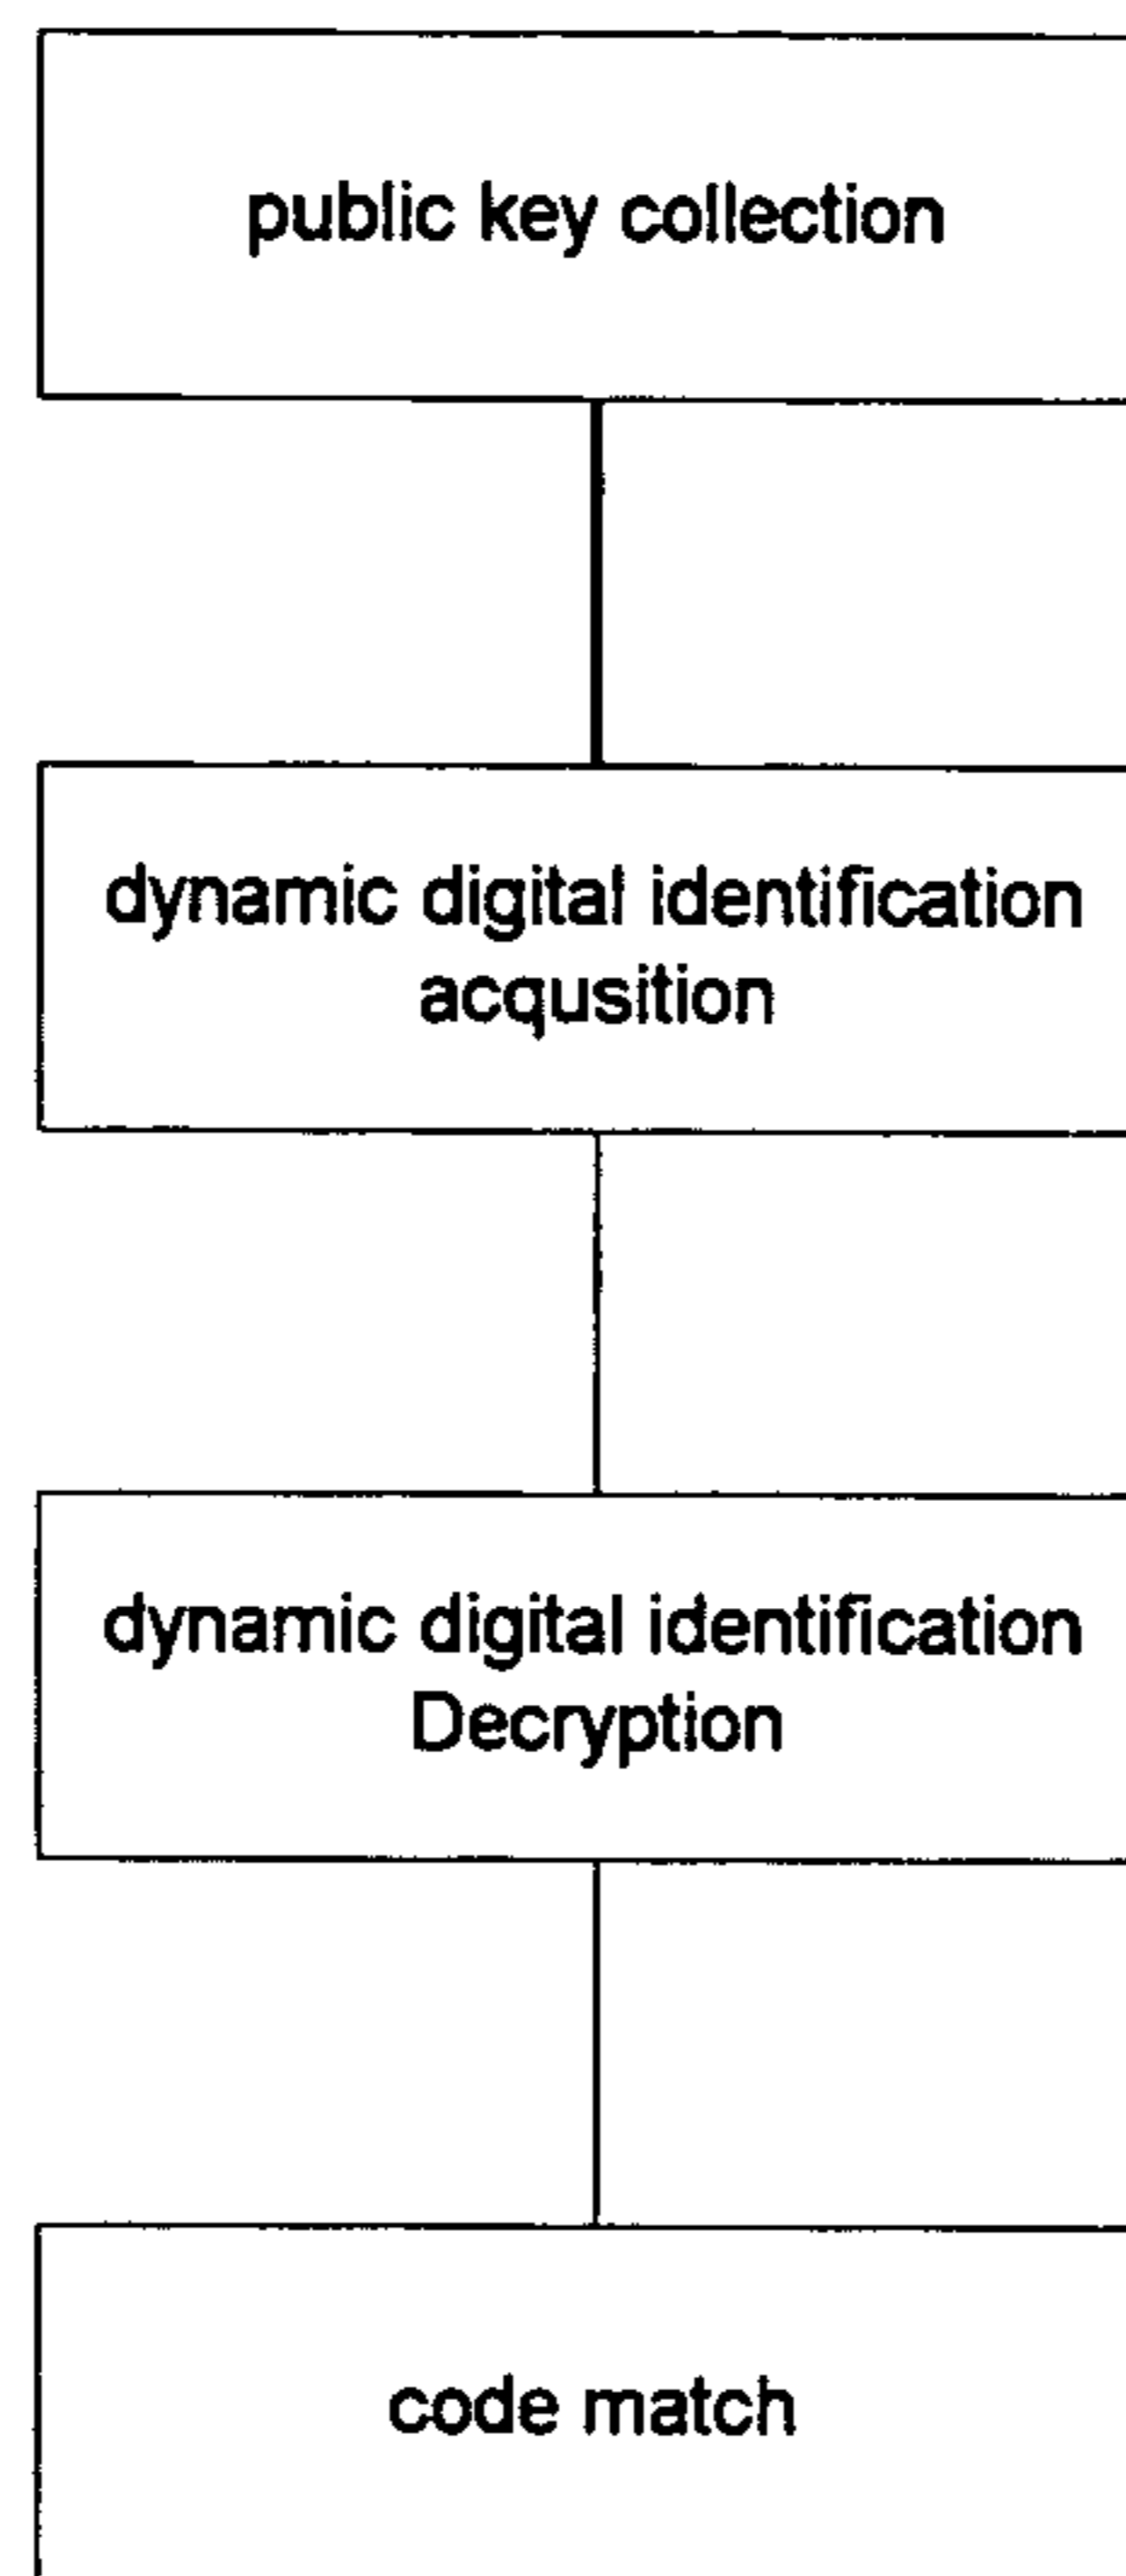 public key collection
dynamic digital identification
acqusition
dynamic digital identification
Decryption
code match